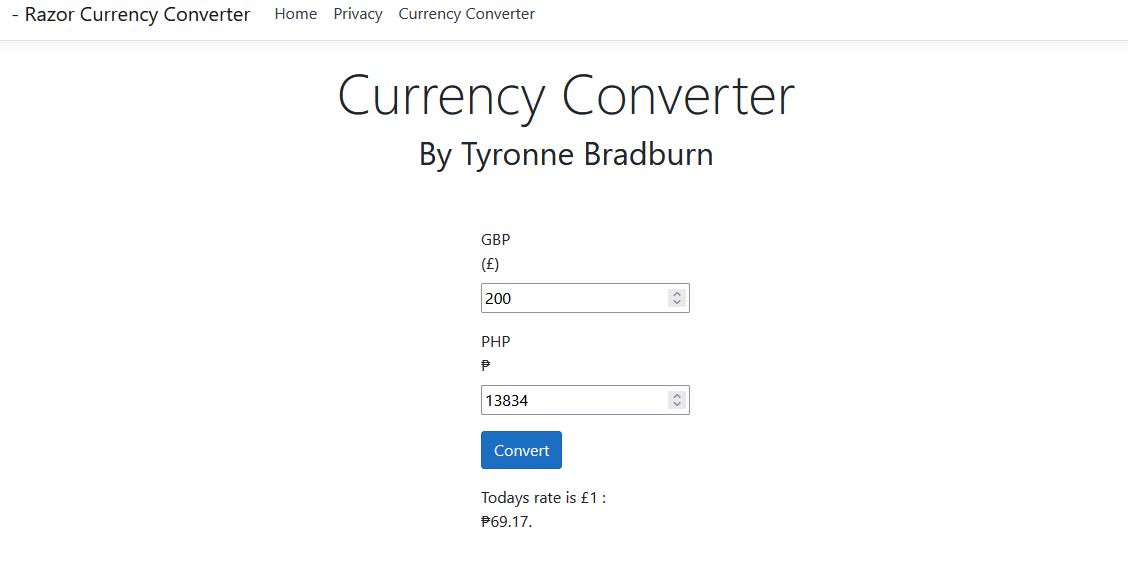 - Razor Currency Converter Home Privacy Currency Converter
Currency Converter
By Tyronne Bradburn
GBP
(£)
200
PHP
₱
13834
Convert
Todays rate is £1 :
₱69.17.